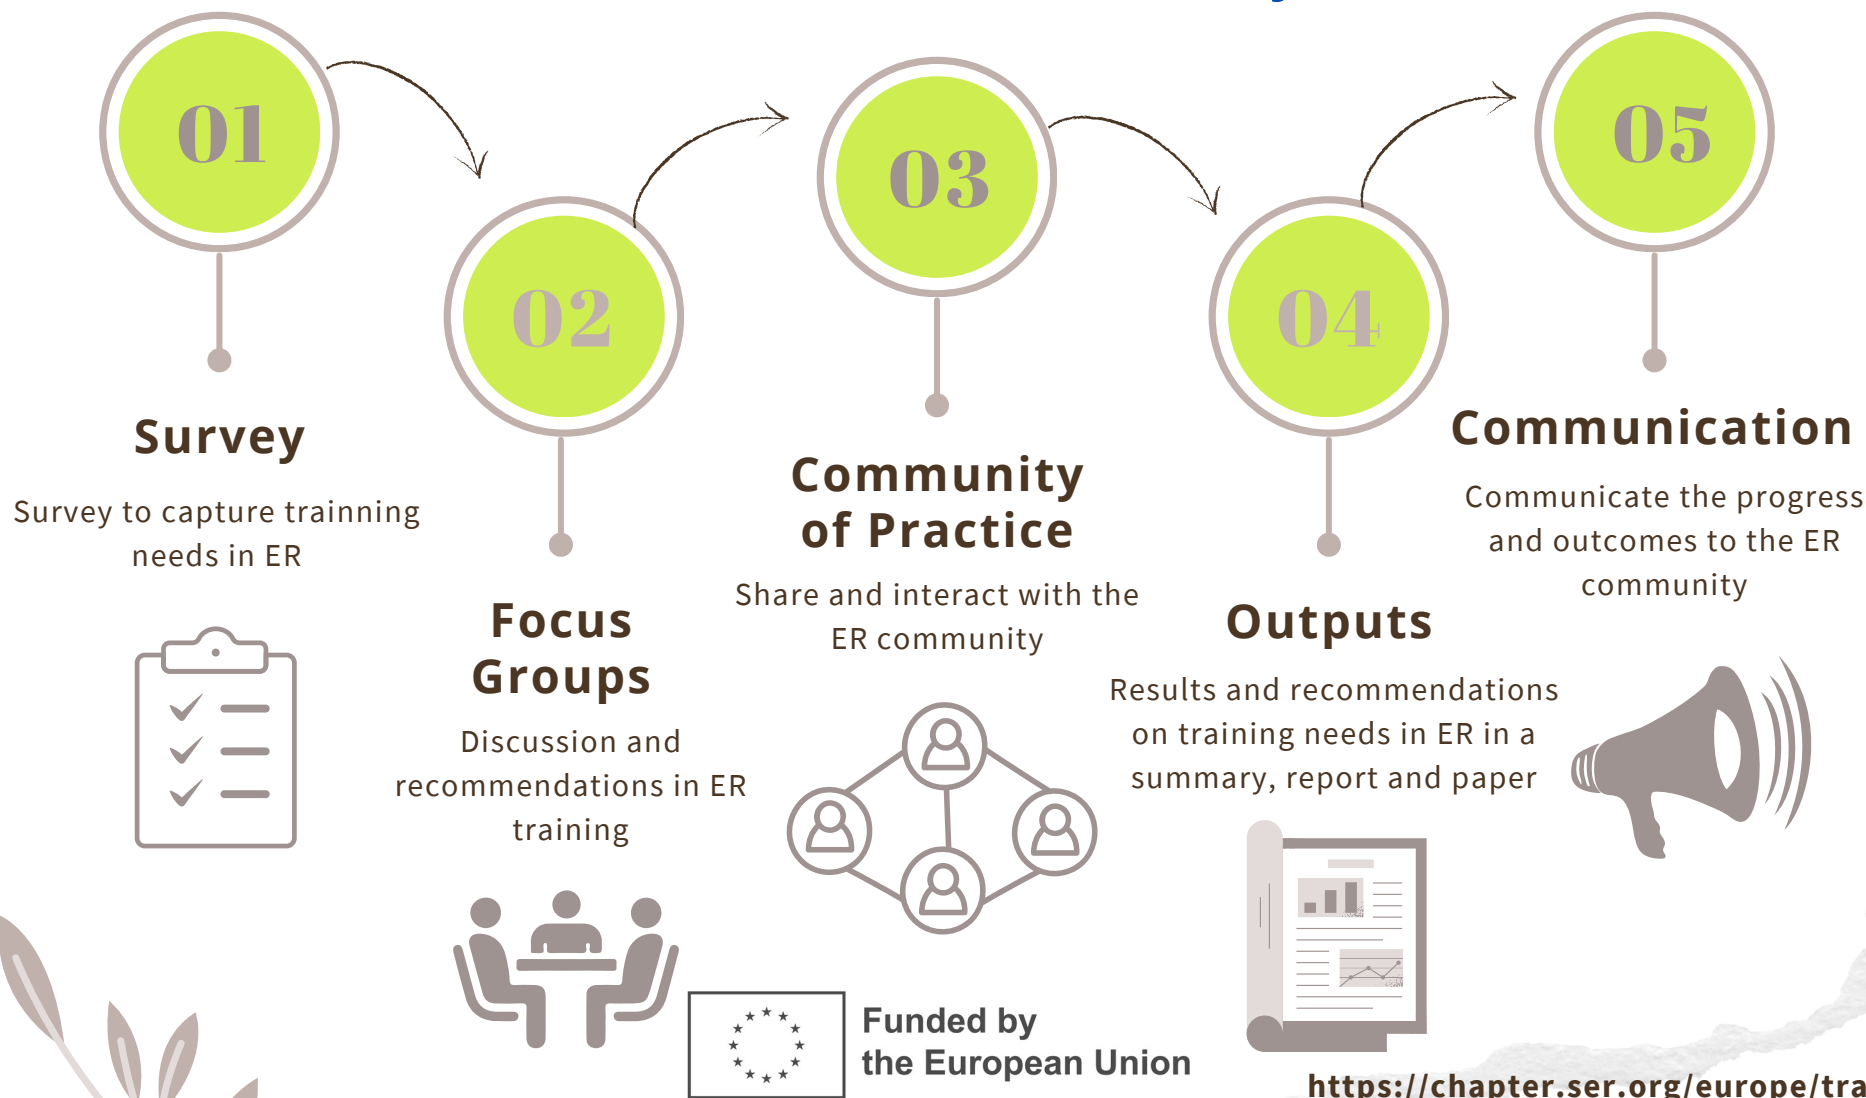 01
Survey
Survey to capture trainning
needs in ER
02
Focus
Groups
Discussion and
recommendations in ER
training
03
Community
of Practice
Share and interact with the
ER community
04
Outputs
Results and recommendations
on training needs in ER in a
summary, report and paper
05
Communication
Communicate the progress
and outcomes to the ER
community
Funded by
the European Union
https://chapter.ser.org/europe/tra